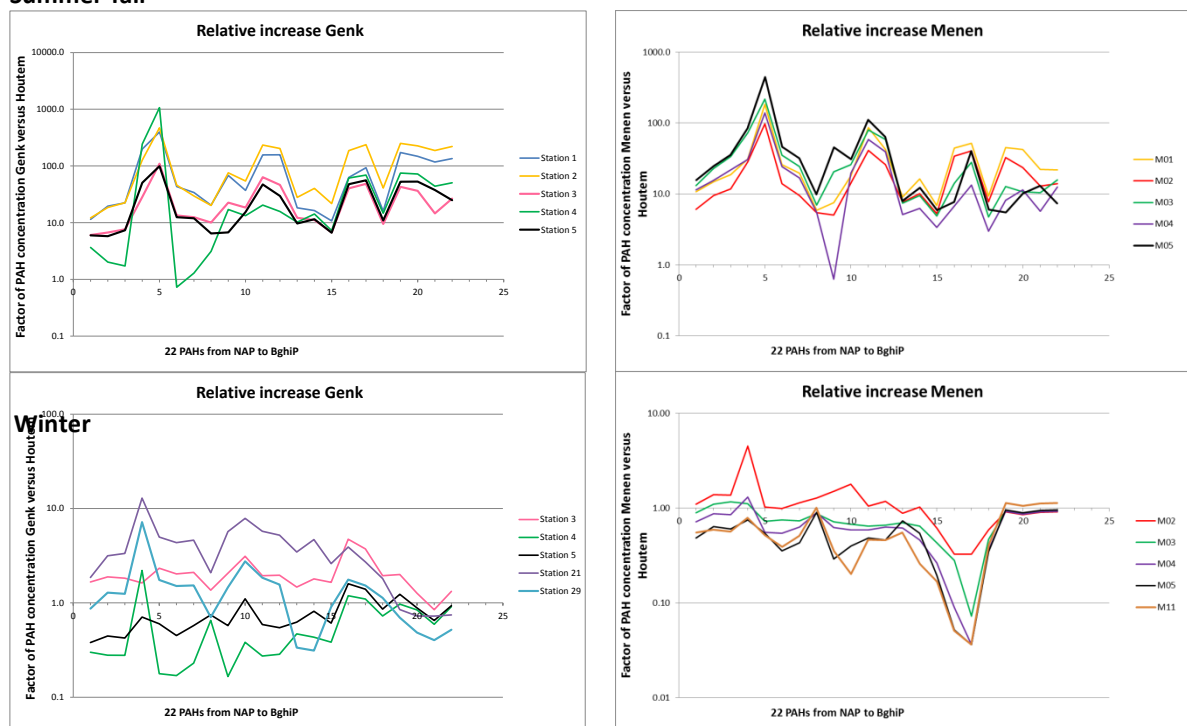 Summer-fall
Relative increase Genk
Factor of PAH concentration Genk versus Houtem
10000.0
1000.0
100.0
10.0
1.0
0.1
0 5 10 15 20 25
22 PAHs from NAP to BghiP
Station 1
Station 2
Station 3
Station 4
Station 5
Relative increase Menen
Factor of PAH concentration Menen versus
Houtem
1000.0
100.0
10.0
1.0
0.1
0 5 10 15 20 25
22 PAHs from NAP to BghiP
M01
M02
M03
M04
M05
Winter
Relative increase Genk
Factor of PAH concentration Genk versus Houtem
100.0
10.0
1.0
0.1
0 5 10 15 20 25
22 PAHs from NAP to BghiP
Station 3
Station 4
Station 5
Station 21
Station 29
Relative increase Menen
Factor of PAH concentration Menen versus
Houtem
10.00
1.00
0.10
0.01
0 5 10 15 20 25
22 PAHs from NAP to BghiP
M02
M03
M04
M05
M11